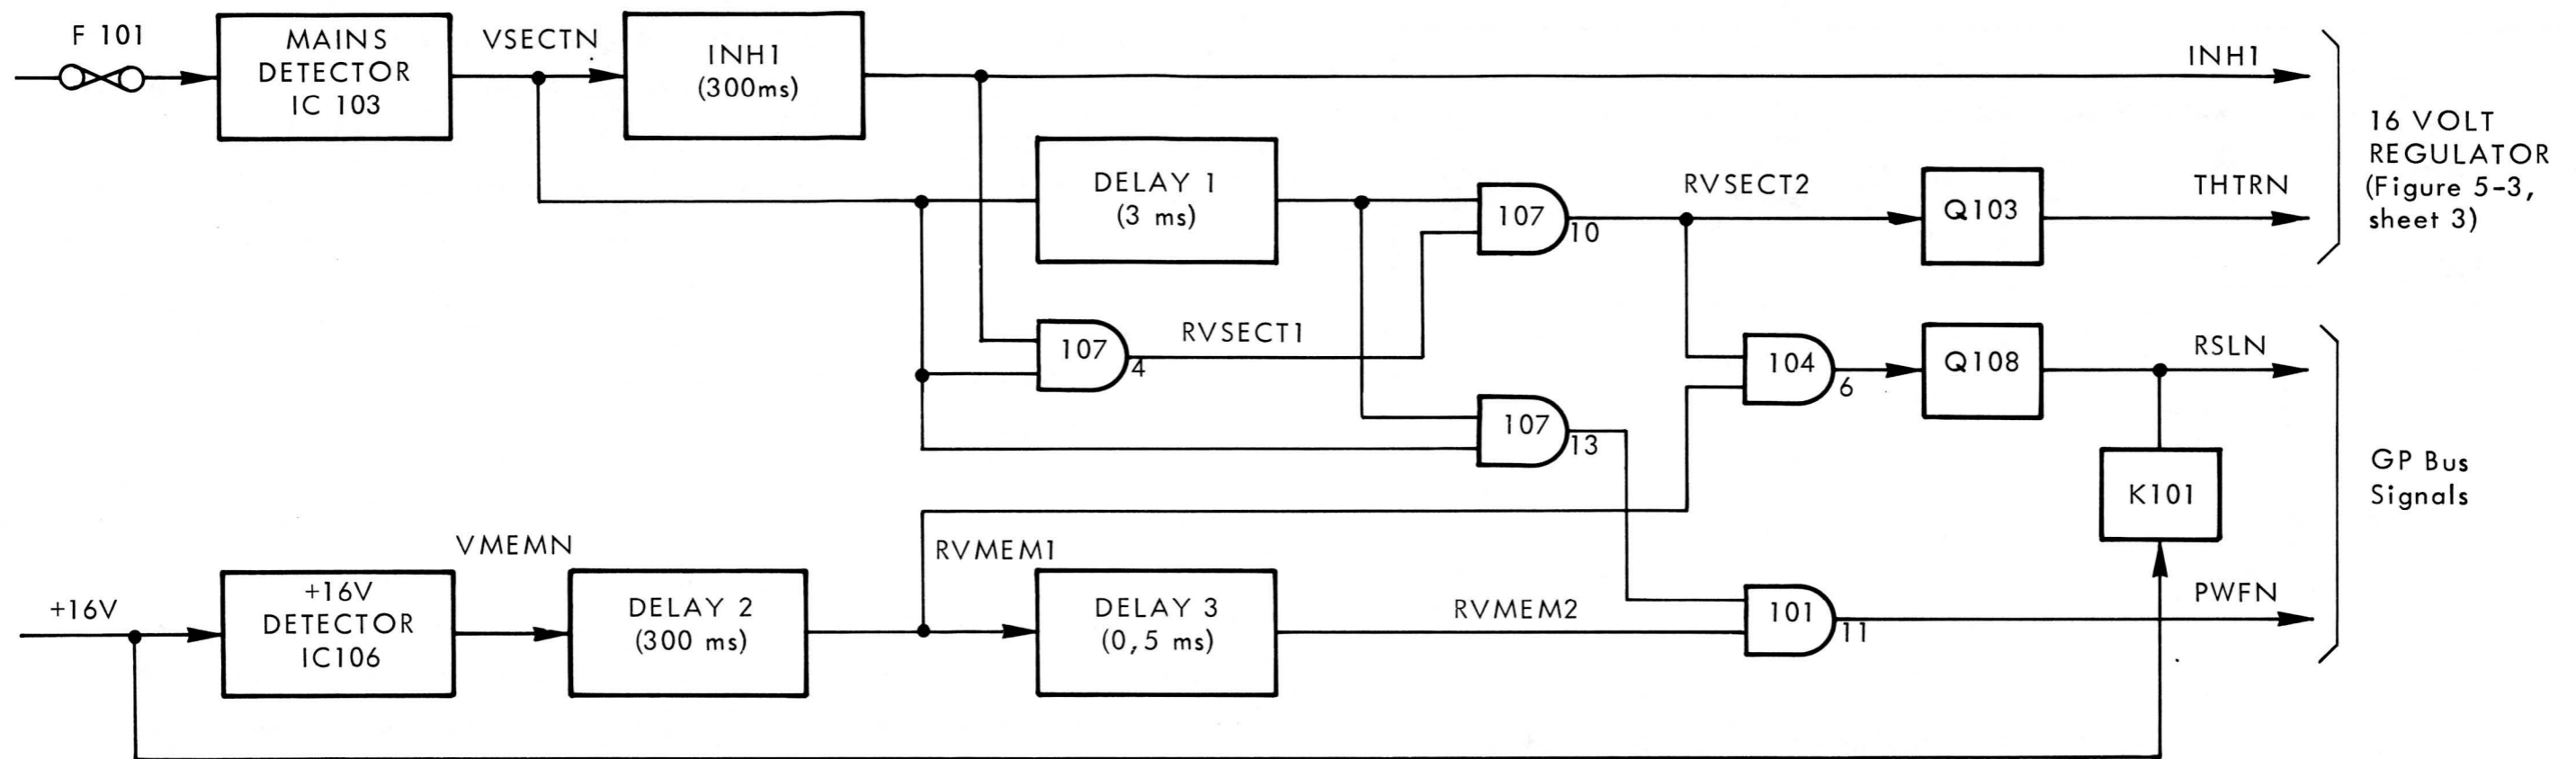 F 101
MAINS
DETECTOR
IC 103
VSECTN
INH1
(300ms)
INH1
16 VOLT
REGULATOR
(Figure 5-3,
sheet 3)
DELAY 1
(3 ms)
107
10
RVSECT2
Q103
THTRN
107
4
RVSECT1
107
13
104
6
Q108
RSLN
K101
GP Bus
Signals
+16V
+16V
DETECTOR
IC106
VMEMN
DELAY 2
(300 ms)
RVMEM1
DELAY 3
(0,5 ms)
RVMEM2
101
11
PWFN